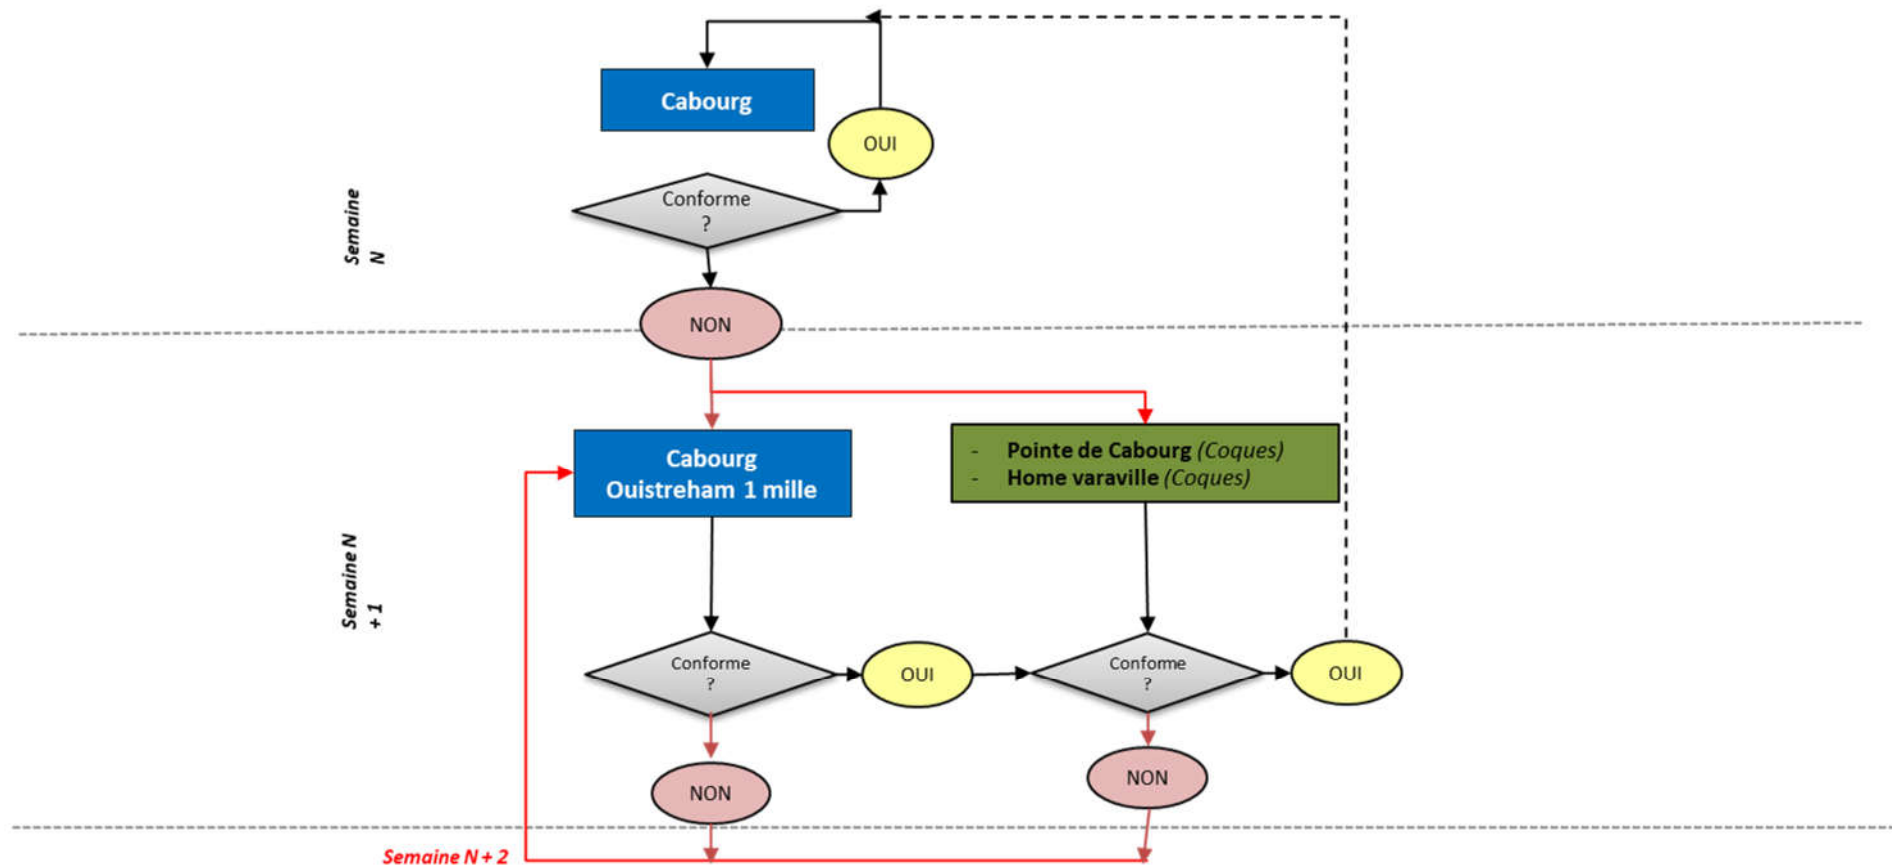 Cabourg
OUI
Conforme
?
Semaine
N
NON
Cabourg
Ouistreham 1 mille
- Pointe de Cabourg (Coques)
- Home varaville (Coques)
Semaine N
+ 1
Conforme
?
OUI
Conforme
?
OUI
NON
NON
Semaine N + 2